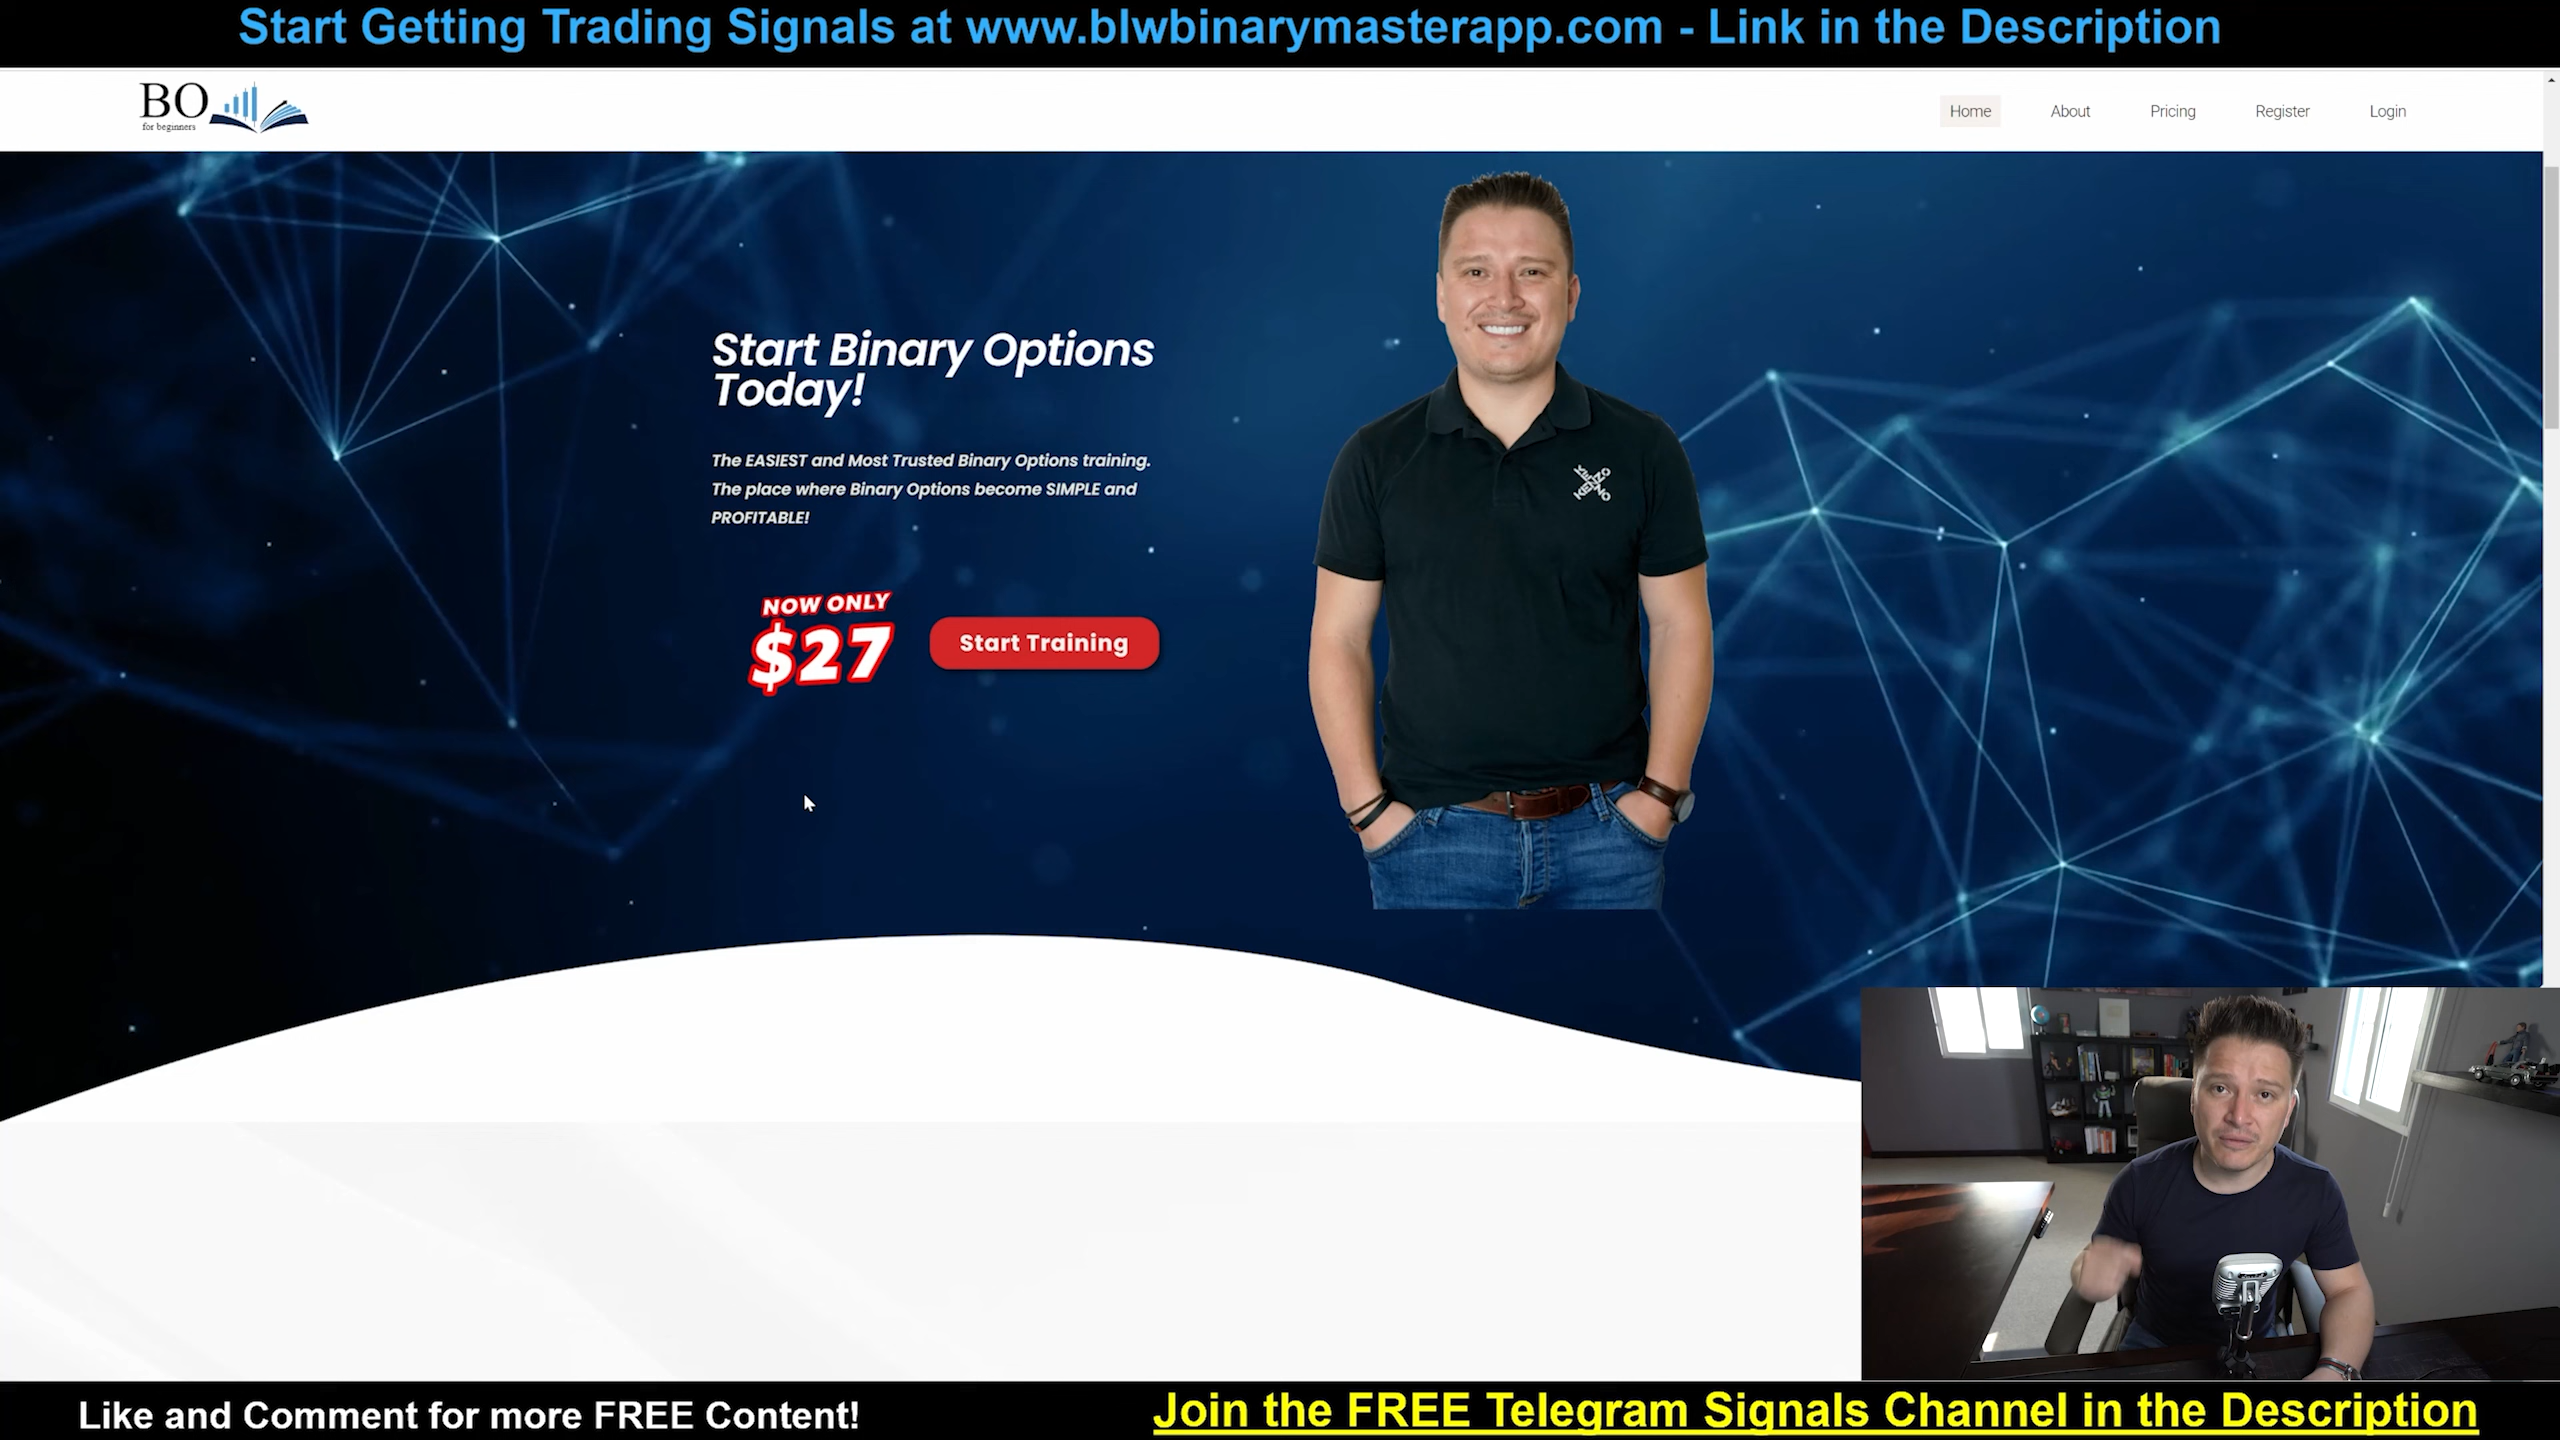 Start Getting Trading Signals at www.blwbinarymasterapp.com - Link in the Description
BO
for beginners
Home
About
Pricing
Register
Login
Start Binary Options
Today!
The EASIEST and Most Trusted Binary Options training.
The place where Binary Options become SIMPLE and
PROFITABLE!
NOW ONLY
$27
Start Training
KENZO
KENZO
Like and Comment for more FREE Content!
Join the FREE Telegram Signals Channel in the Description